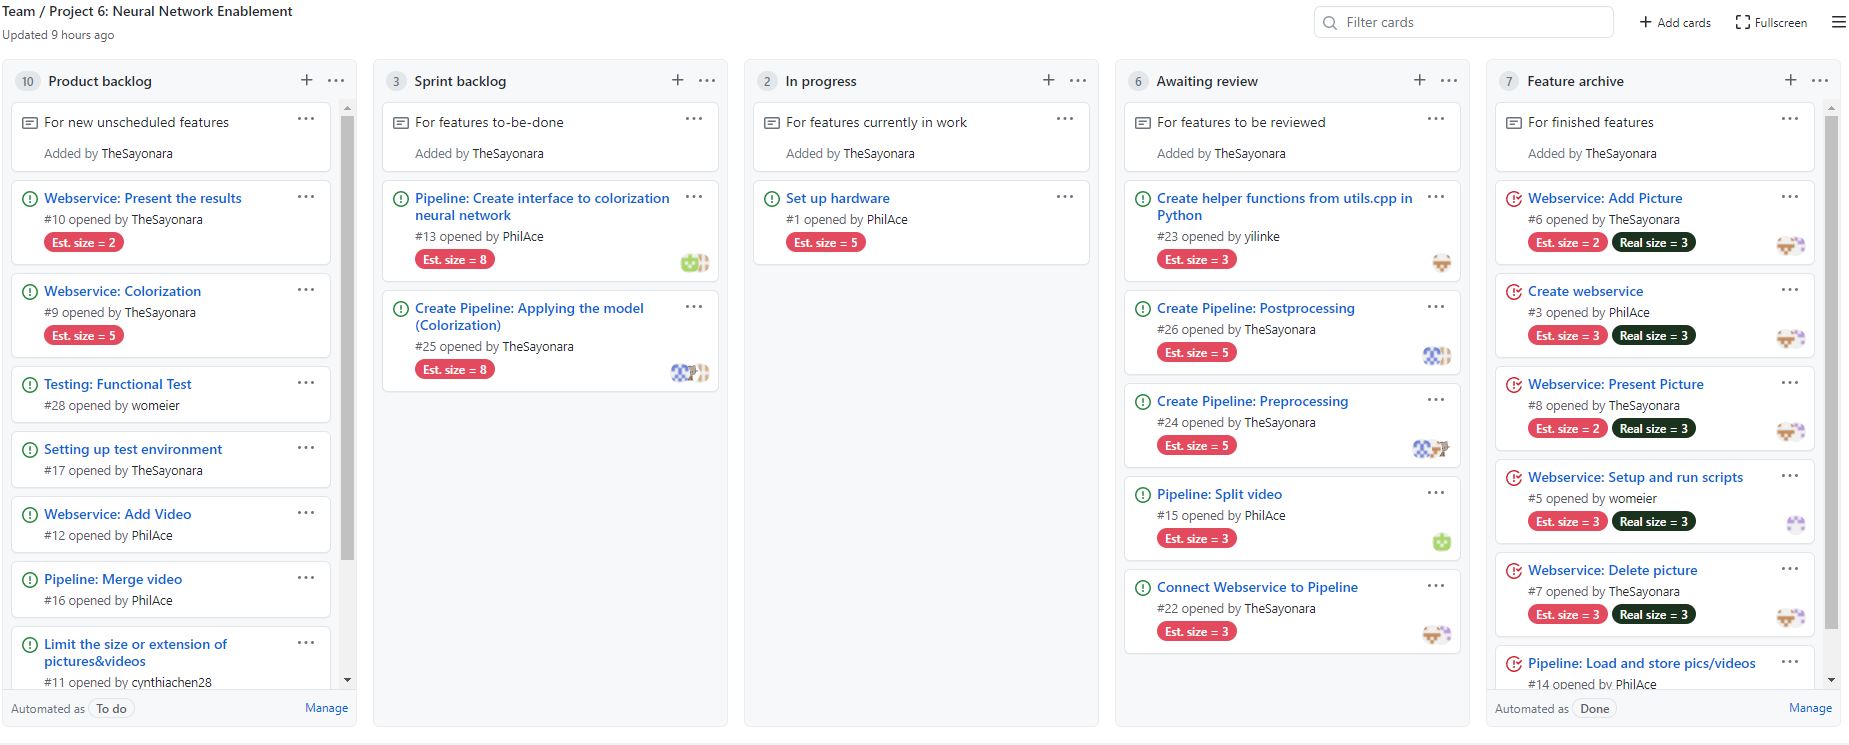 Team / Project 6: Neural Network Enablement
Updated 9 hours ago
Filter cards
Add cards
Fullscreen
10 Product backlog
For new unscheduled features
Added by TheSayonara
Webservice: Present the results
#10 opened by TheSayonara
Est. size = 2
Webservice: Colorization
#9 opened by TheSayonara
Est. size = 5
Testing: Functional Test
#28 opened by womeier
Setting up test environment
#17 opened by TheSayonara
Webservice: Add Video
#12 opened by PhilAce
Pipeline: Merge video
#16 opened by PhilAce
Limit the size or extension of
pictures&videos
#11 opened by cynthiachen28
Automated as To do
Manage
3 Sprint backlog
For features to-be-done
Added by TheSayonara
Pipeline: Create interface to colorization
neural network
#13 opened by PhilAce
Est. size = 8
Create Pipeline: Applying the model
(Colorization)
#25 opened by TheSayonara
Est. size = 8
2 In progress
For features currently in work
Added by TheSayonara
Set up hardware
#1 opened by PhilAce
Est. size = 5
6 Awaiting review
For features to be reviewed
Added by TheSayonara
Create helper functions from utils.cpp in
Python
#23 opened by yilinke
Est. size = 3
Create Pipeline: Postprocessing
#26 opened by TheSayonara
Est. size = 5
Create Pipeline: Preprocessing
#24 opened by TheSayonara
Est. size = 5
Pipeline: Split video
#15 opened by PhilAce
Est. size = 3
Connect Webservice to Pipeline
#22 opened by TheSayonara
Est. size = 3
7 Feature archive
For finished features
Added by TheSayonara
Webservice: Add Picture
#6 opened by TheSayonara
Est. size = 2 Real size = 3
Create webservice
#3 opened by PhilAce
Est. size = 3 Real size = 3
Webservice: Present Picture
#8 opened by TheSayonara
Est. size = 2 Real size = 3
Webservice: Setup and run scripts
#5 opened by womeier
Est. size = 3 Real size = 3
Webservice: Delete picture
#7 opened by TheSayonara
Est. size = 3 Real size = 3
Pipeline: Load and store pics/videos
#14 opened by PhilAce
Automated as Done
Manage